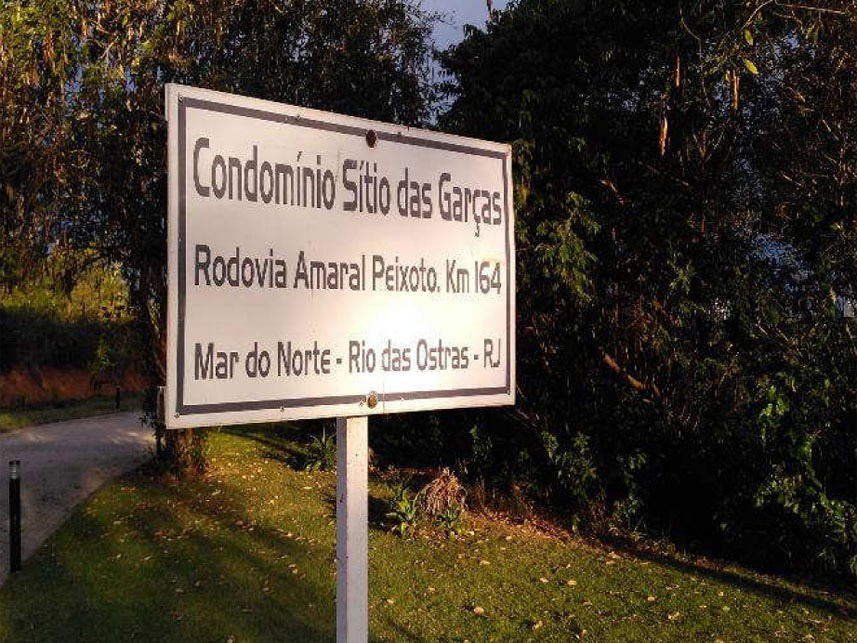 Condomínio Sítio das Garças
Rodovia Amaral Peixoto. Km 164
Mar do Norte - Rio das Ostras - RJ